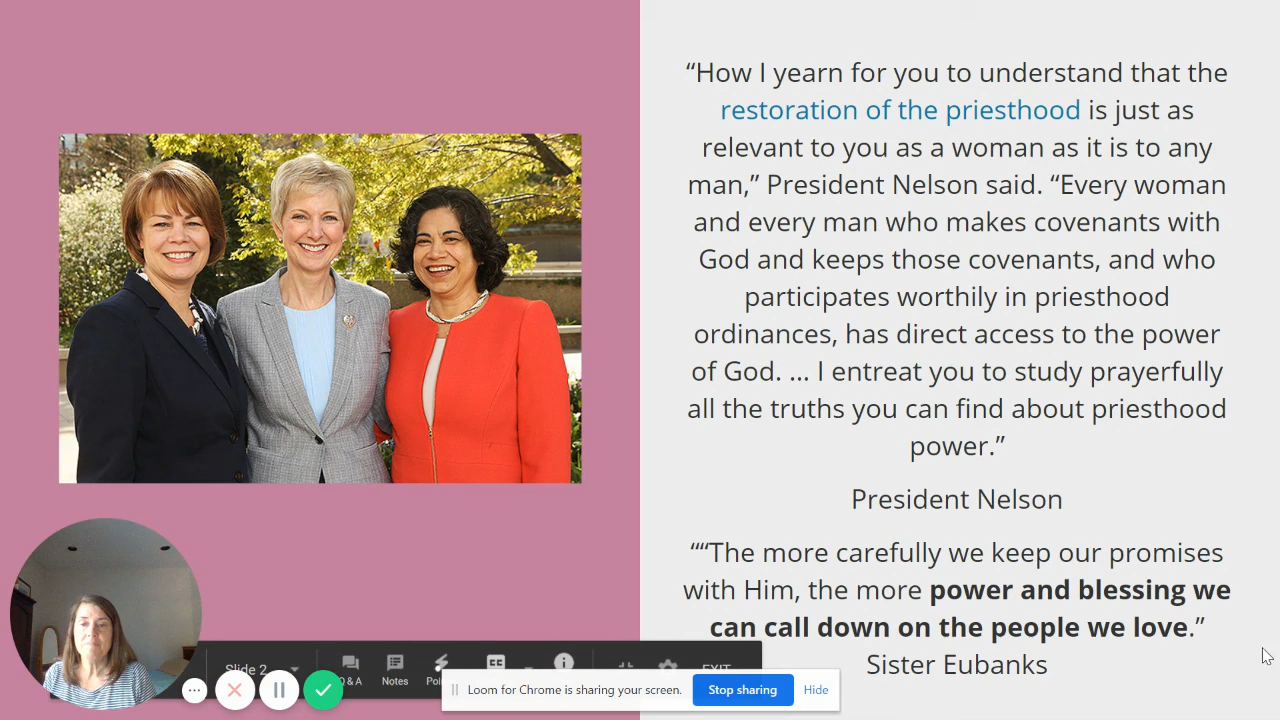 “How I yearn for you to understand that the
restoration of the priesthood is just as
relevant to you as a woman as it is to any
man,” President Nelson said. “Every woman
and every man who makes covenants with
God and keeps those covenants, and who
participates worthily in priesthood
ordinances, has direct access to the power
of God. ... I entreat you to study prayerfully
all the truths you can find about priesthood
power.”
President Nelson
““The more carefully we keep our promises
with Him, the more power and blessing we
can call down on the people we love.”
Sister Eubanks
Slide 2
Q & A
Notes
CC
EXIT
Loom for Chrome is sharing your screen.
Stop sharing
Hide